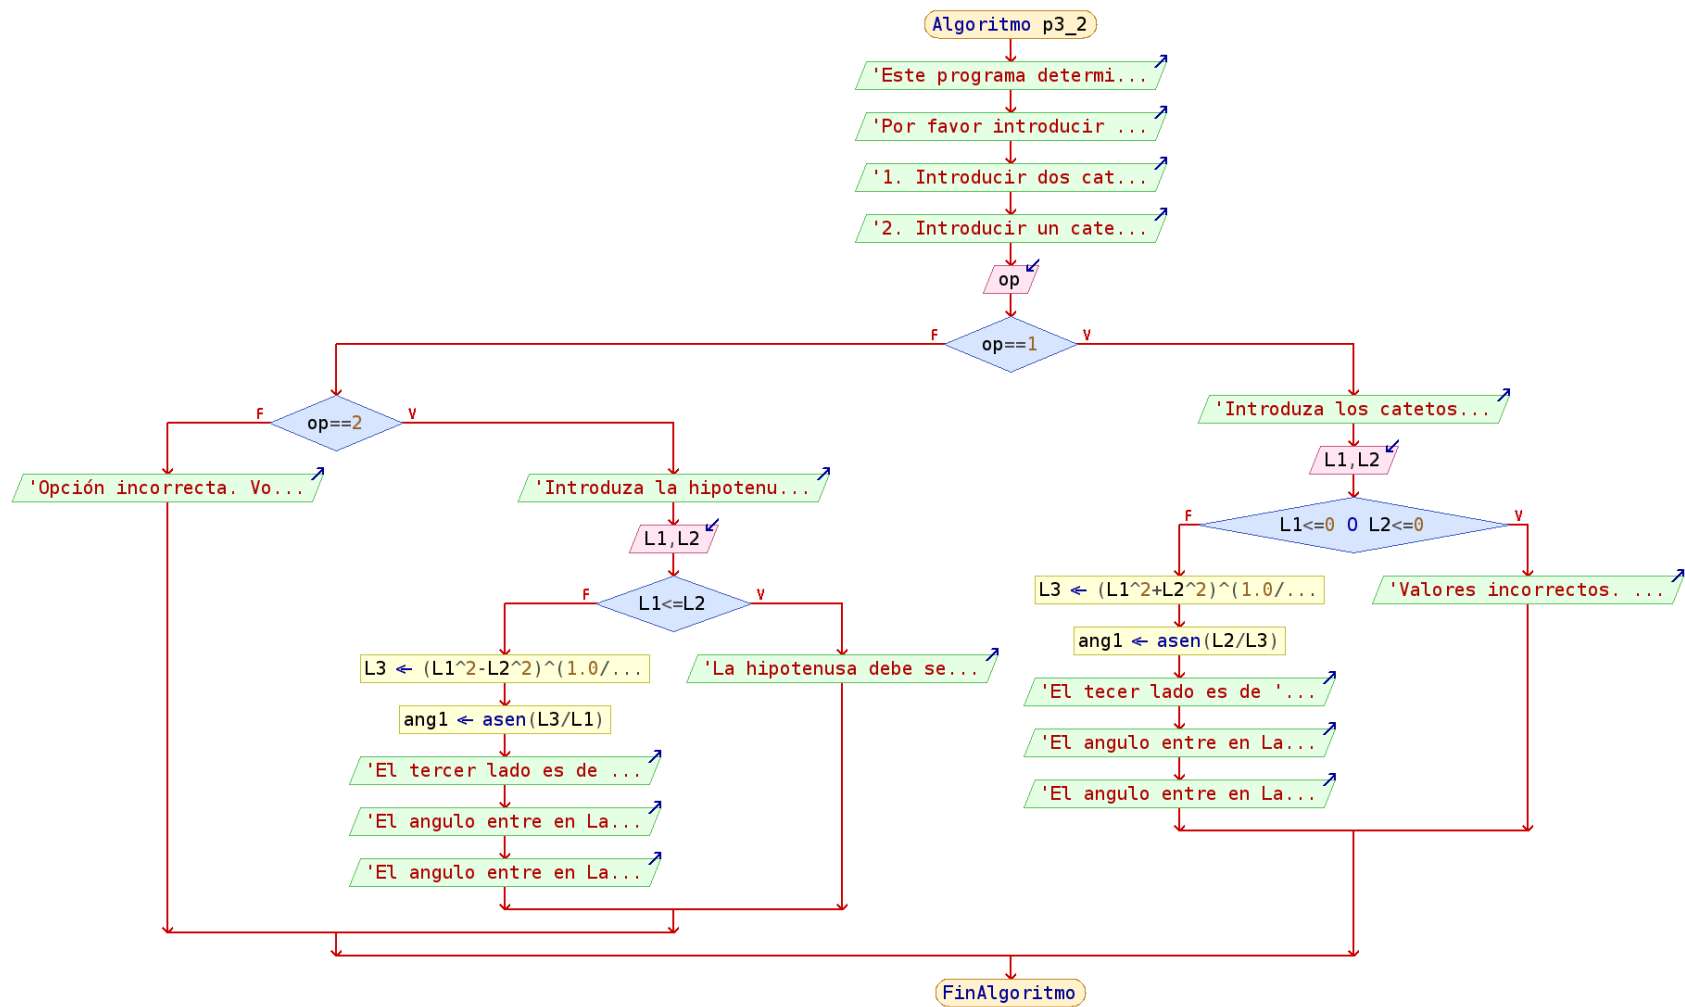 Algoritmo p3_2
'Este programa determi...
'Por favor introducir ...
'1. Introducir dos cat...
'2. Introducir un cate...
op
op==1
F
V
op==2
F
V
'Opción incorrecta. Vo...
'Introduza la hipotenu...
L1,L2
L1<=L2
F
V
L3 ← (L1^2-L2^2)^(1.0/...
ang1 ← asen(L3/L1)
'El tercer lado es de ...
'El angulo entre en La...
'El angulo entre en La...
'La hipotenusa debe se...
'Introduza los catetos...
L1,L2
L1<=0 O L2<=0
F
V
L3 ← (L1^2+L2^2)^(1.0/...
ang1 ← asen(L2/L3)
'El tecer lado es de '...
'El angulo entre en La...
'El angulo entre en La...
'Valores incorrectos. ...
FinAlgoritmo